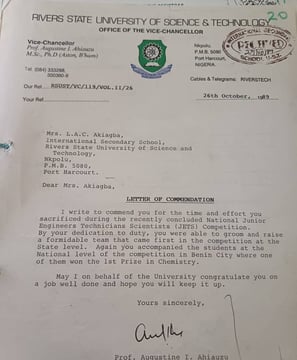 20
RIVERS STATE UNIVERSITY OF SCIENCE & TECHNOLOGY
OFFICE OF THE VICE-CHANCELLOR
Vice-Chancellor
Prof. Augustine I. Ahiauzu
M.Sc., Ph.D (Aston, B'ham)
Nkpolu,
P.M.B. 5080
Port Harcourt,
NIGERIA.
Tel: (084) 333288,
Cables & Telegrams: RIVERSTECH
Our Ref. RSUST/VC/119/VOL.II/26
26th October, 1989
Your Ref.
Mrs. L.A.C. Akiagba,
International Secondary School,
Rivers State University of Science and
Technology,
Nkpolu,
P.M.B. 5080,
Port Harcourt.
Dear Mrs. Akiagba,
LETTER OF COMMENDATION
I write to commend you for the time and effort you
sacrificed during the recently concluded National Junior
Engineers Technicians Scientists (JETS) Competition.
By your dedication to duty, you were able to groom and raise
a formidable team that came first in the competition at the
State level. Again you accompanied the students at the
National level of the competition in Benin City where one
of them won the 1st Prize in Chemistry.
May I on behalf of the University congratulate you on
a job well done and hope you will keep it up.
Yours sincerely,
Prof. Augustine I. Ahiauzu